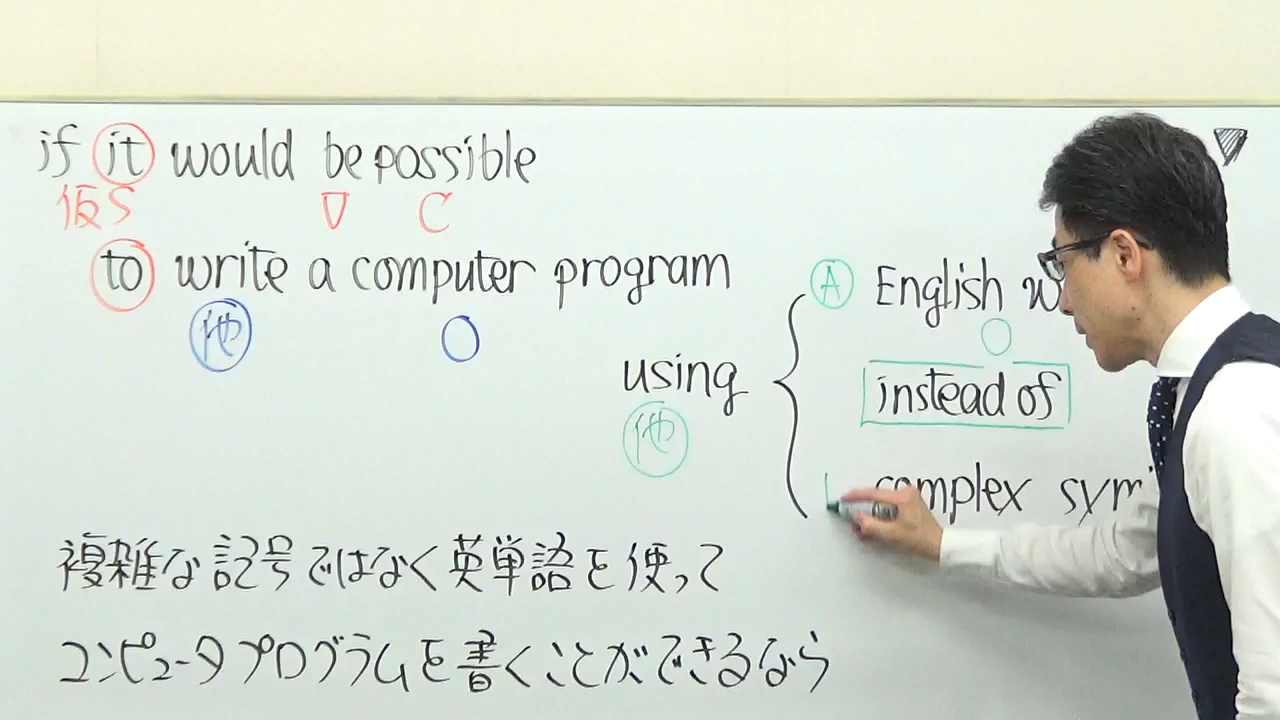 if it would be possible
仮S V C
to write a computer program
他 O
A English
O
using
instead of
他
complex
複雑な記号ではなく英単語を使って
コンピュータプログラムを書くことができるなら